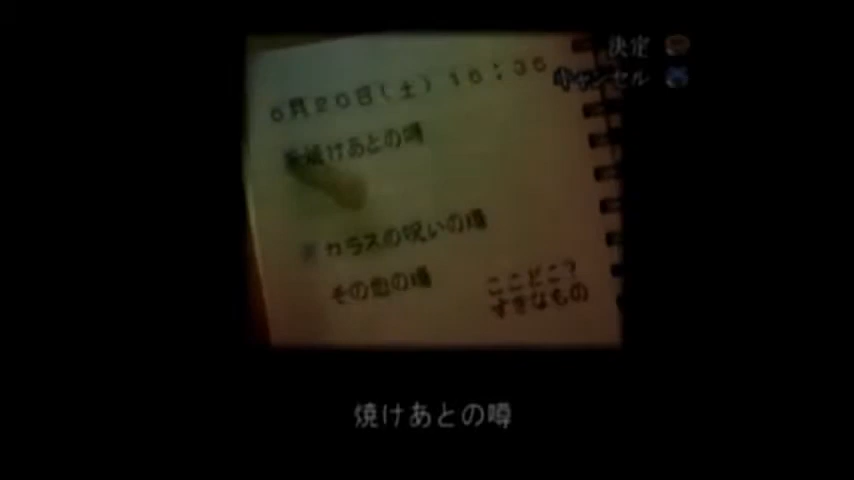 決定
キャンセル
6月20日(土) 16:36
焼けあとの噂
カラスの呪いの噂
その他の噂
ここどこ?
すきなもの
焼けあとの噂